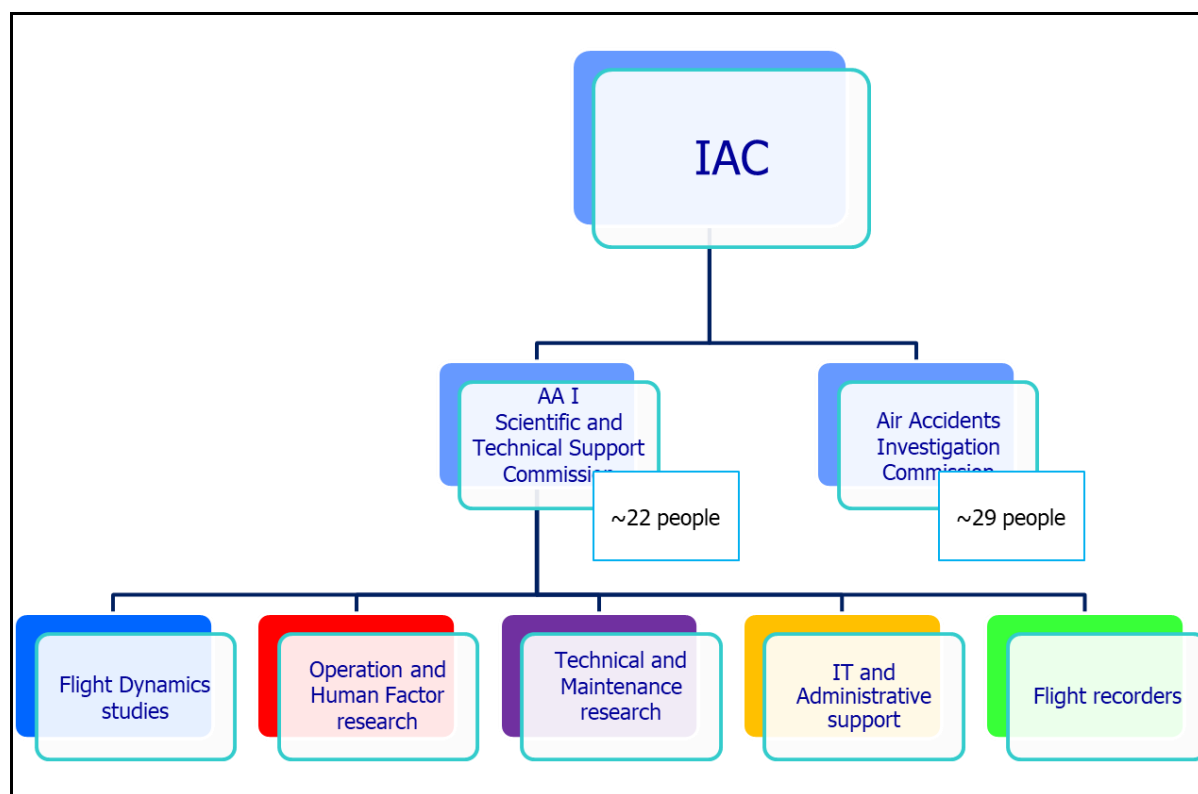 IAC
AA I
Scientific and
Technical Support
Commission
~22 people
Air Accidents
Investigation
Commission
~29 people
Flight Dynamics
studies
Operation and
Human Factor
research
Technical and
Maintenance
research
IT and
Administrative
support
Flight recorders